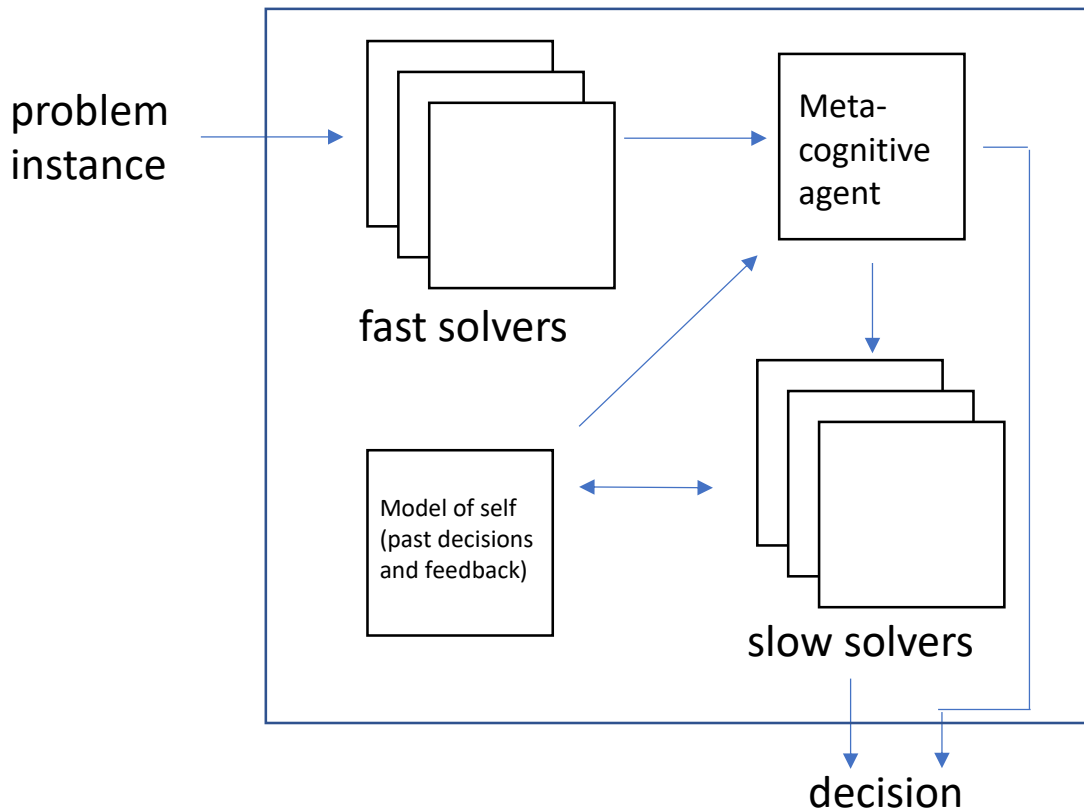 problem
instance
Meta-
cognitive
agent
fast solvers
Model of self
(past decisions
and feedback)
slow solvers
decision